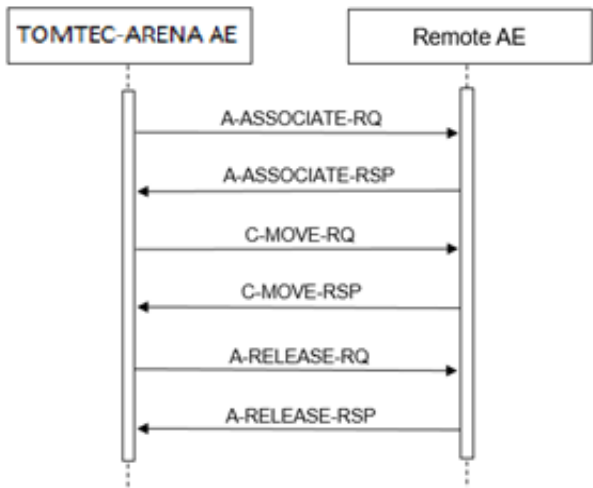 TOMTEC-ARENA AE
Remote AE
A-ASSOCIATE-RQ
A-ASSOCIATE-RSP
C-MOVE-RQ
C-MOVE-RSP
A-RELEASE-RQ
A-RELEASE-RSP